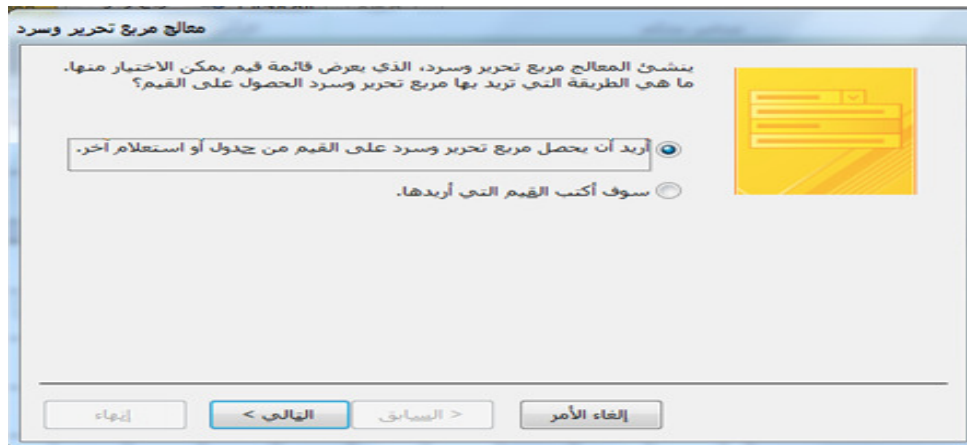 معالج مربع تحرير وسرد
ينشئ المعالج مربع تحرير وسرد، الذي يعرض قائمة قيم يمكن الاختيار منها.
ما هي الطريقة التي تريد بها مربع تحرير وسرد الحصول على القيم؟
أريد أن يحصل مربع تحرير وسرد على القيم من جدول أو استعلام آخر.
سوف أكتب القيم التي أريدها.
إلغاء الأمر
< السابق
التالي >
إنهاء